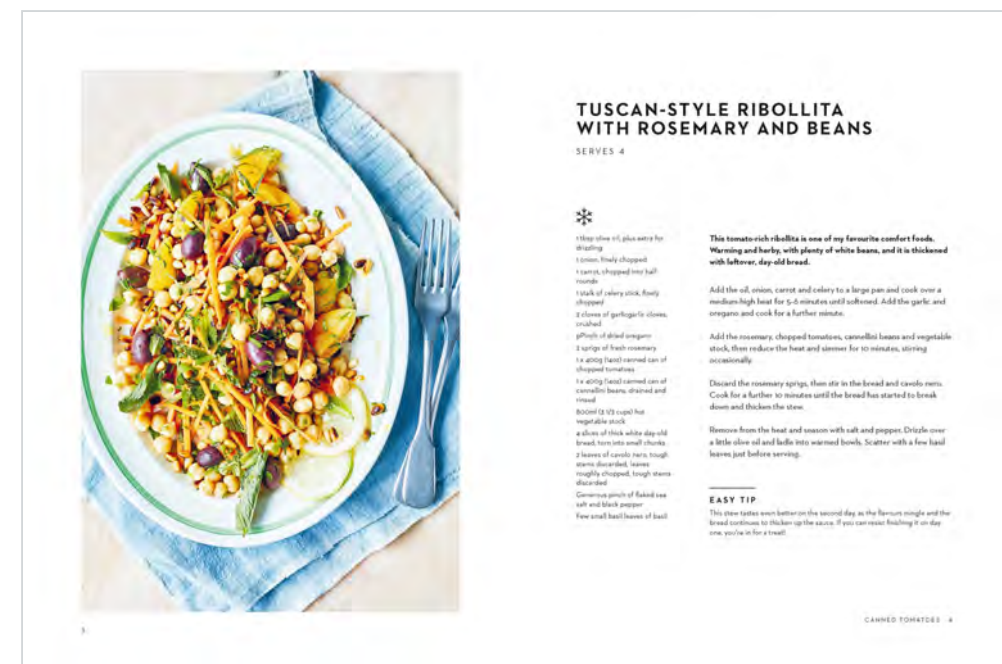 TUSCAN-STYLE RIBOLLITA
WITH ROSEMARY AND BEANS
SERVES 4
1 tbsp olive oil, plus extra for
drizzling
1 onion, finely chopped
1 carrot, chopped into half
rounds
1 stalk of celery stick, finely
chopped
2 cloves of garlicgarlic cloves,
crushed
pPinch of dried oregano
2 sprigs of fresh rosemary
1 x 400g (14oz) canned can of
chopped tomatoes
1 x 400g (14oz) canned can of
cannellini beans, drained and
rinsed
800ml (3 1/3 cups) hot
vegetable stock
4 slices of thick white day-old
bread, torn into small chunks
2 leaves of cavolo nero, tough
stems discarded, leaves
roughly chopped, tough stems
discarded
Generous pinch of flaked sea
salt and black pepper
Few small basil leaves of basil
This tomato-rich ribollita is one of my favourite comfort foods.
Warming and herby, with plenty of white beans, and it is thickened
with leftover, day-old bread.
Add the oil, onion, carrot and celery to a large pan and cook over a
medium-high heat for 5-6 minutes until softened. Add the garlic and
oregano and cook for a further minute.
Add the rosemary, chopped tomatoes, cannellini beans and vegetable
stock, then reduce the heat and simmer for 10 minutes, stirring
occasionally.
Discard the rosemary sprigs, then stir in the bread and cavolo nero.
Cook for a further 10 minutes until the bread has started to break
down and thicken the stew.
Remove from the heat and season with salt and pepper. Drizzle over
a little olive oil and ladle into warmed bowls. Scatter with a few basil
leaves just before serving.
EASY TIP
This stew tastes even better on the second day, as the flavours mingle and the
bread continues to thicken up the sauce. If you can resist finishing it on day
one, you're in for a treat!
CANNED TOMATOES